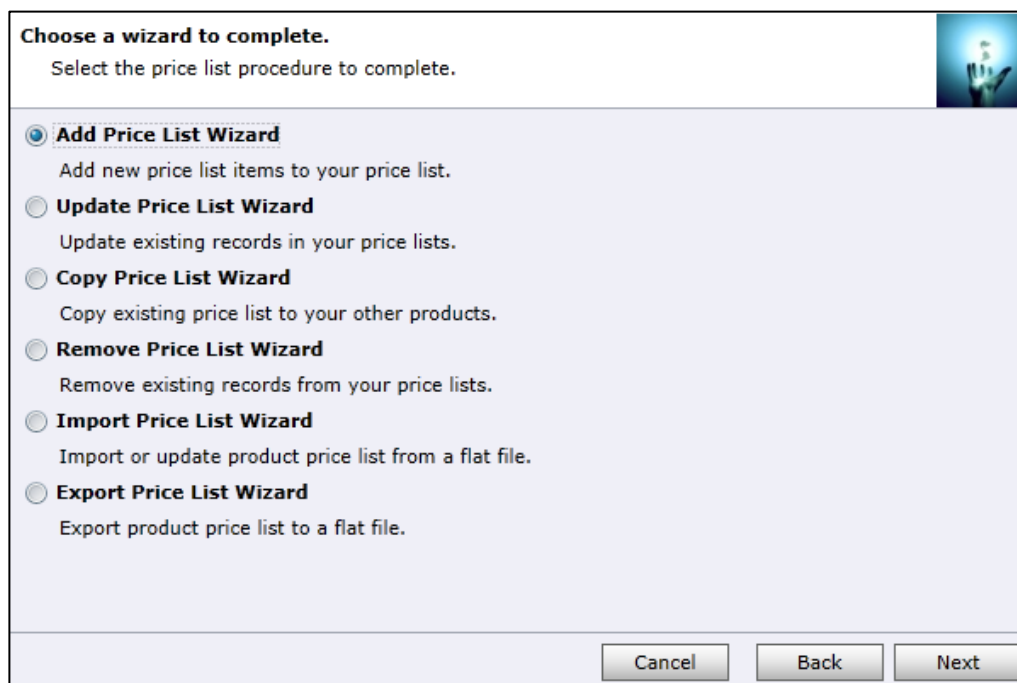 Choose a wizard to complete.
Select the price list procedure to complete.
Add Price List Wizard
Add new price list items to your price list.
Update Price List Wizard
Update existing records in your price lists.
Copy Price List Wizard
Copy existing price list to your other products.
Remove Price List Wizard
Remove existing records from your price lists.
Import Price List Wizard
Import or update product price list from a flat file.
Export Price List Wizard
Export product price list to a flat file.
Cancel Back Next